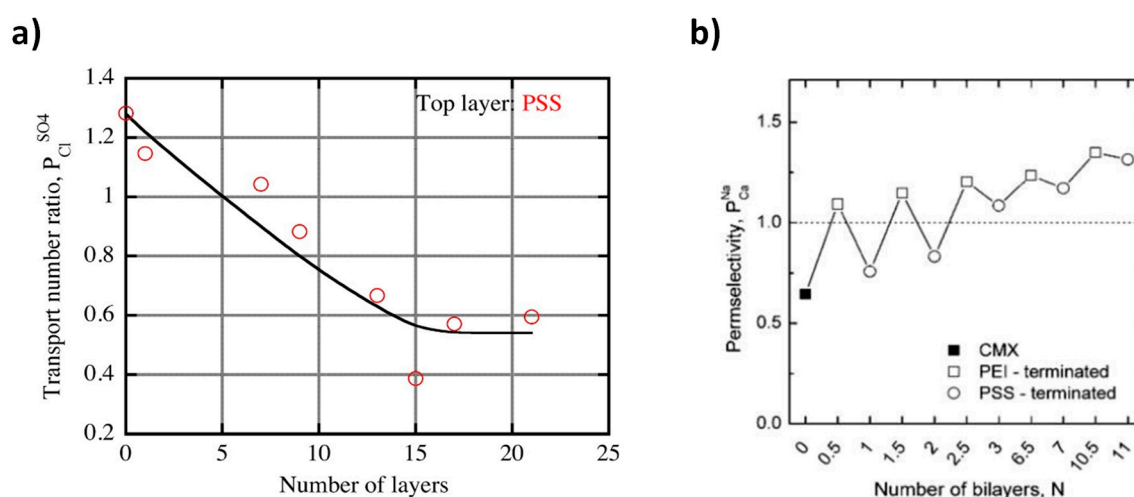 a)
Transport number ratio, P_Cl^SO4
1.4
1.2
1
0.8
0.6
0.4
0.2
Top layer: PSS
0
5
10
15
20
25
Number of layers
b)
Permselectivity, P_Ca^Na
1.5
1.0
0.5
0.0
CMX
PEI - terminated
PSS - terminated
0
0.5
1
1.5
2
2.5
3
6.5
7
10.5
11
Number of bilayers, N